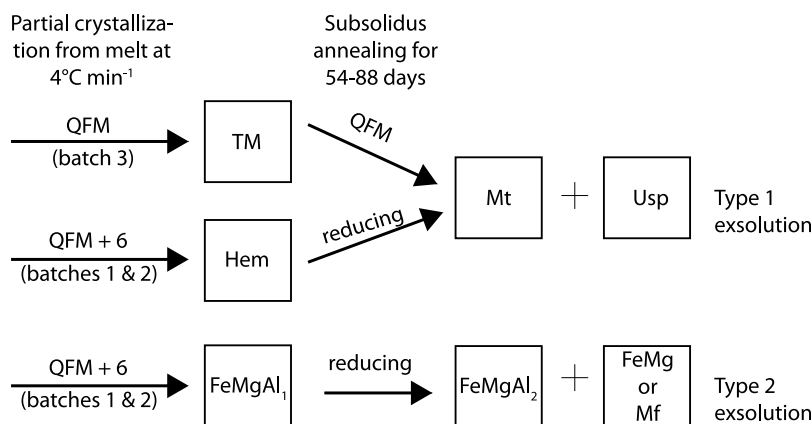 Partial crystalliza-
tion from melt at
4°C min⁻¹
Subsolidus
annealing for
54-88 days
QFM
(batch 3)
TM
QFM
Mt
+
Usp
Type 1
exsolution
QFM + 6
(batches 1 & 2)
Hem
reducing
QFM + 6
(batches 1 & 2)
FeMgAl₁
reducing
FeMgAl₂
+
FeMg
or
Mf
Type 2
exsolution